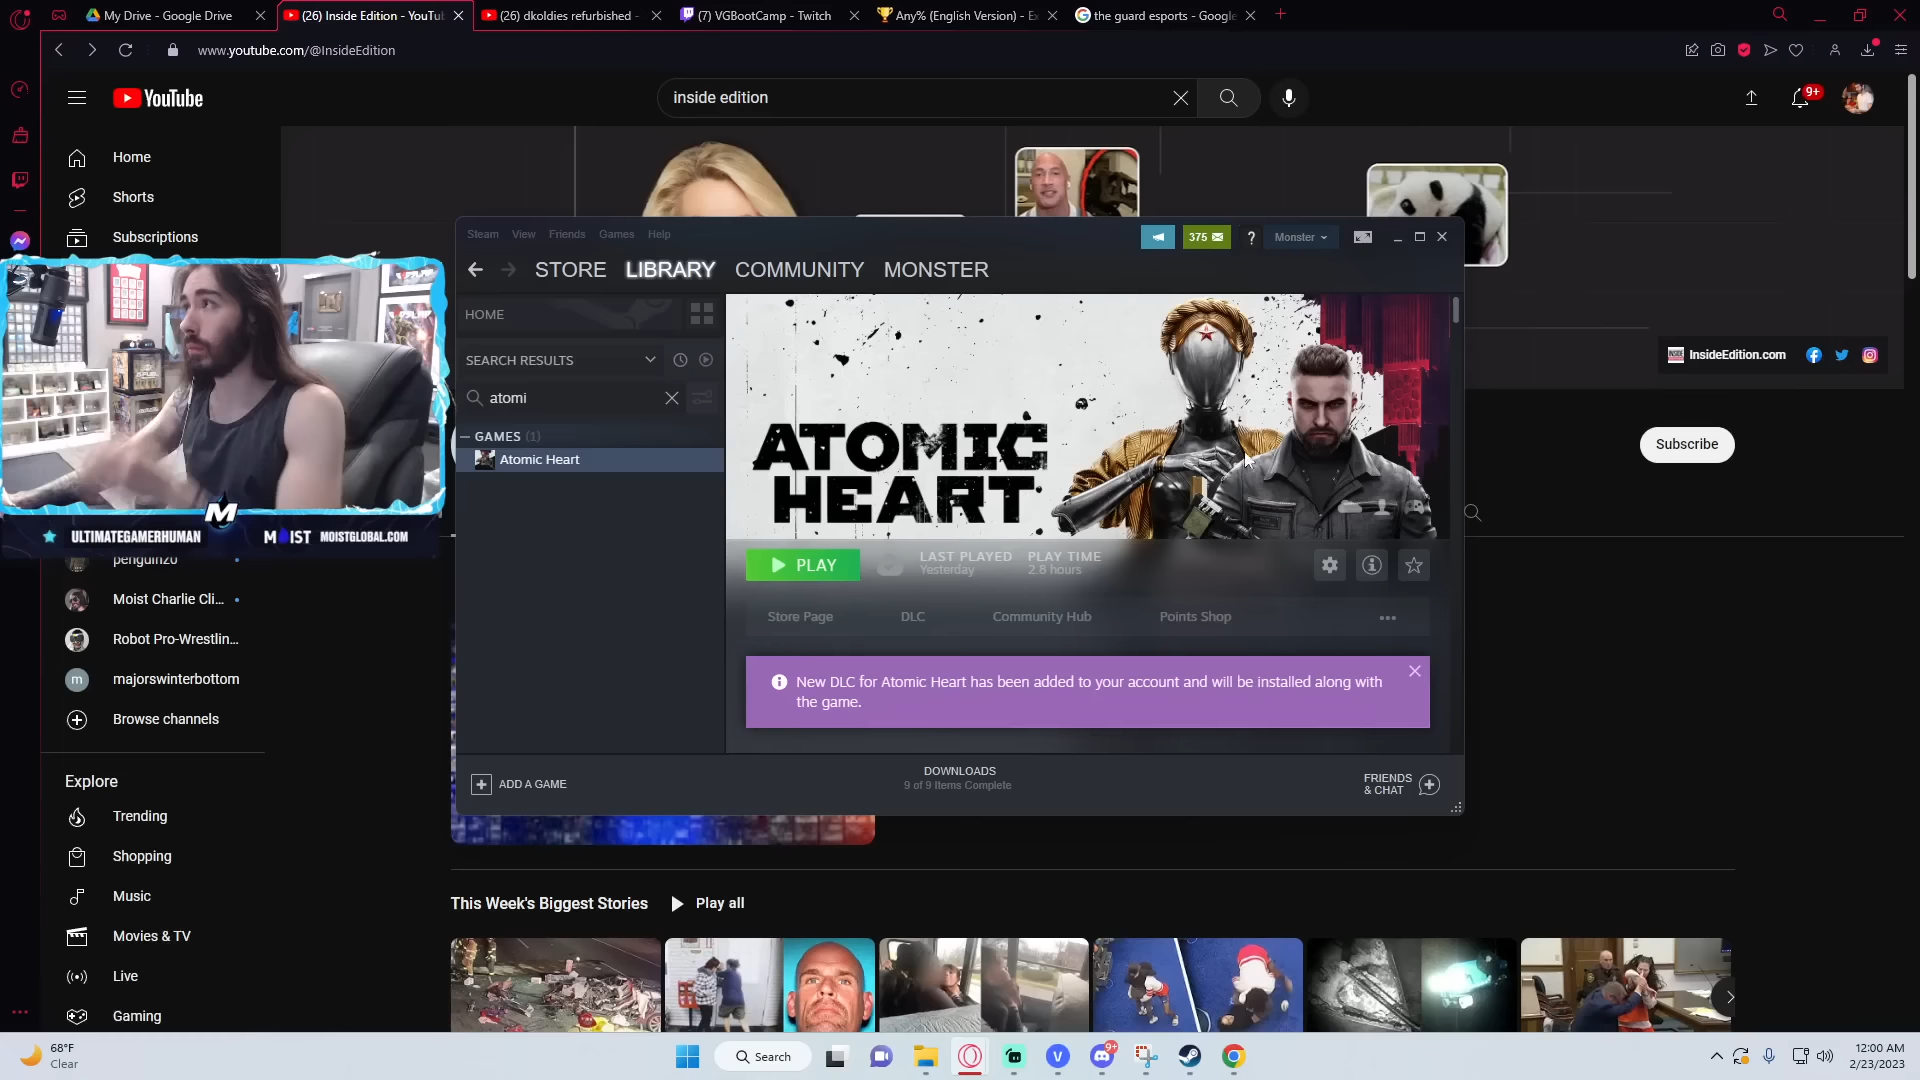 My Drive - Google Drive
(26) Inside Edition - YouTu
(26) dkoldies refurbished -
(7) VGBootCamp - Twitch
Any% (English Version) - E
the guard esports - Google
www.youtube.com/@InsideEdition
YouTube
inside edition
9+
Home
Shorts
Subscriptions
InsideEdition.com
Subscribe
Steam View Friends Games Help
375
?
Monster
STORE LIBRARY COMMUNITY MONSTER
HOME
SEARCH RESULTS
atomi
GAMES (1)
Atomic Heart
ATOMIC
HEART
PLAY
LAST PLAYED
Yesterday
PLAY TIME
2.8 hours
Store Page
DLC
Community Hub
Points Shop
New DLC for Atomic Heart has been added to your account and will be installed along with
the game.
ADD A GAME
DOWNLOADS
9 of 9 Items Complete
FRIENDS
& CHAT
M
ULTIMATEGAMERHUMAN
MOIST
MOISTGLOBAL.COM
penguinz0
Moist Charlie Cli...
Robot Pro-Wrestlin...
m
majorswinterbottom
Browse channels
Explore
Trending
Shopping
Music
Movies & TV
Live
Gaming
This Week's Biggest Stories
Play all
68°F
Clear
Search
V
9+
12:00 AM
2/23/2023